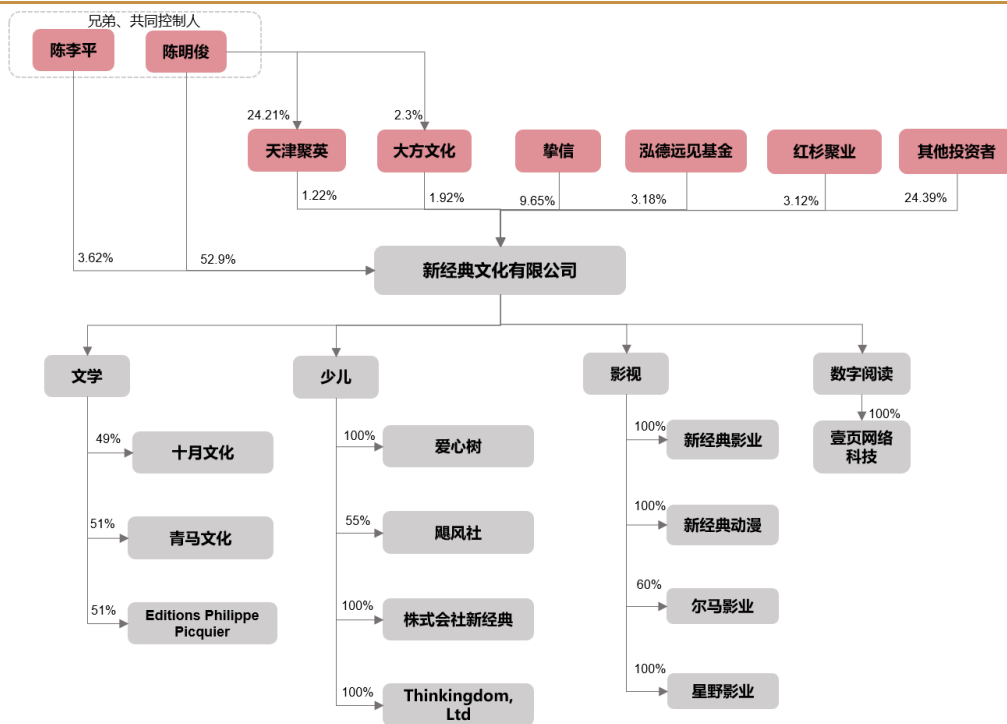 兄弟、共同控制人
陈李平
陈明俊
24.21%
2.3%
天津聚英
大方文化
挚信
泓德远见基金
红杉聚业
其他投资者
1.22%
1.92%
9.65%
3.18%
3.12%
24.39%
3.62%
52.9%
新经典文化有限公司
文学
少儿
影视
数字阅读
49%
十月文化
51%
青马文化
51%
Editions Philippe
Picquier
100%
爱心树
55%
飓风社
100%
株式会社新经典
100%
Thinkingdom,
Ltd
100%
新经典影业
100%
新经典动漫
60%
尔马影业
100%
星野影业
100%
壹页网络
科技